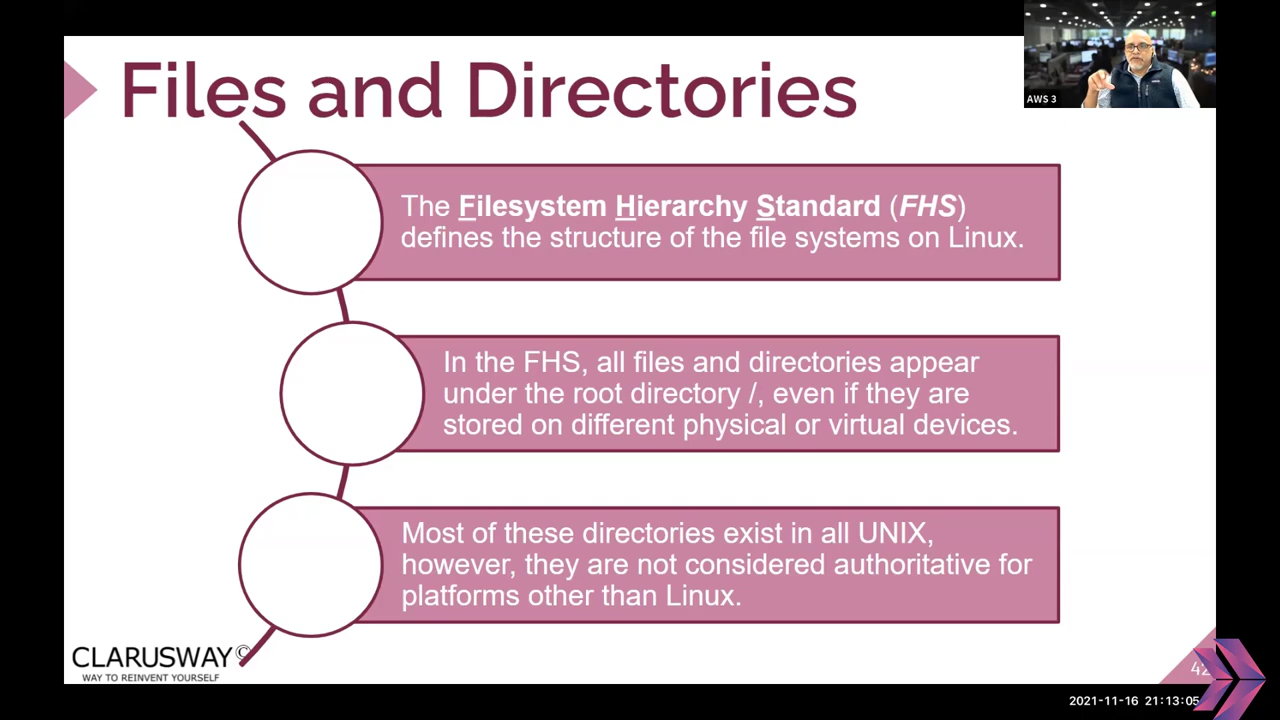 Files and Directories
AWS 3
The Filesystem Hierarchy Standard (FHS)
defines the structure of the file systems on Linux.
In the FHS, all files and directories appear
under the root directory /, even if they are
stored on different physical or virtual devices.
Most of these directories exist in all UNIX,
however, they are not considered authoritative for
platforms other than Linux.
CLARUSWAY©
WAY TO REINVENT YOURSELF
42
2021-11-16 21:13:05